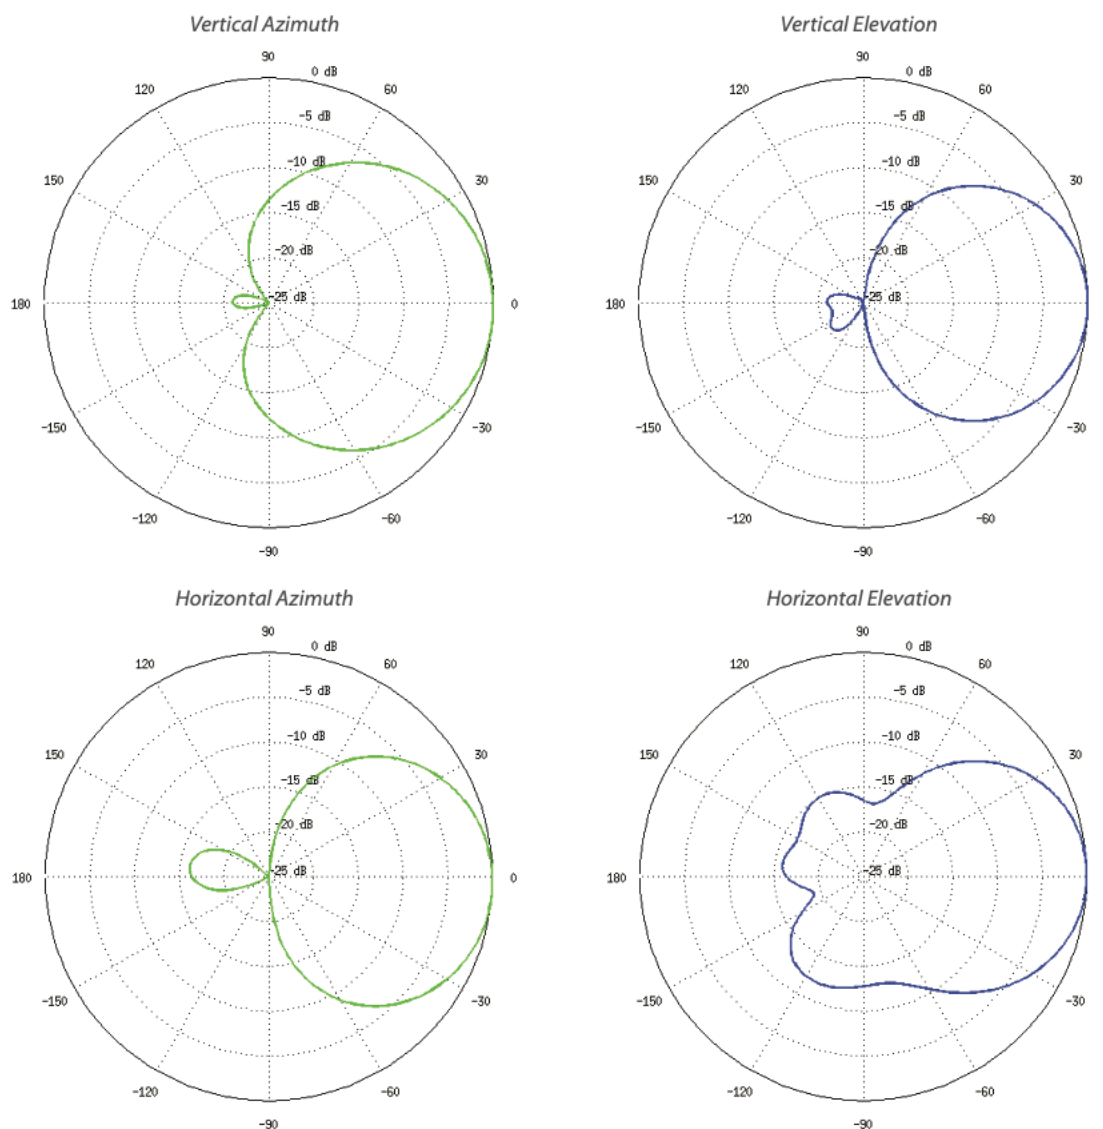 Vertical Azimuth
90
0 dB
120
60
-5 dB
-10 dB
150
30
-15 dB
-20 dB
-25 dB
180
0
-150
-30
-120
-60
-90
Vertical Elevation
90
0 dB
120
60
-5 dB
-10 dB
150
30
-15 dB
-20 dB
-25 dB
180
0
-150
-30
-120
-60
-90
Horizontal Azimuth
90
0 dB
120
60
-5 dB
-10 dB
150
30
-15 dB
-20 dB
-25 dB
180
0
-150
-30
-120
-60
-90
Horizontal Elevation
90
0 dB
120
60
-5 dB
-10 dB
150
30
-15 dB
-20 dB
-25 dB
180
0
-150
-30
-120
-60
-90